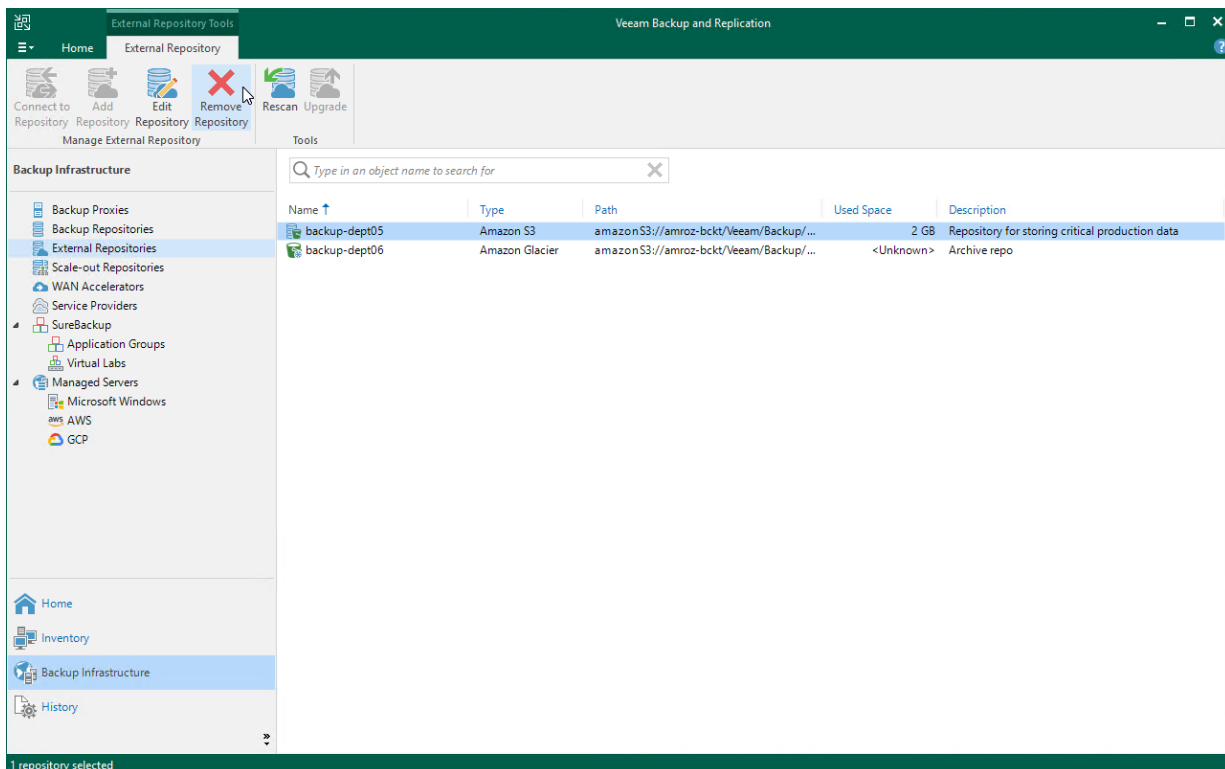 External Repository Tools
Veeam Backup and Replication
Home
External Repository
Connect to Repository
Add Repository
Edit Repository
Remove Repository
Rescan
Upgrade
Manage External Repository
Tools
Backup Infrastructure
Type in an object name to search for
Backup Proxies
Backup Repositories
External Repositories
Scale-out Repositories
WAN Accelerators
Service Providers
SureBackup
Application Groups
Virtual Labs
Managed Servers
Microsoft Windows
aws AWS
GCP
Name Type Path Used Space Description
backup-dept05 Amazon S3 amazonS3://amroz-bckt/Veeam/Backup/... 2 GB Repository for storing critical production data
backup-dept06 Amazon Glacier amazonS3://amroz-bckt/Veeam/Backup/... <Unknown> Archive repo
Home
Inventory
Backup Infrastructure
History
1 repository selected